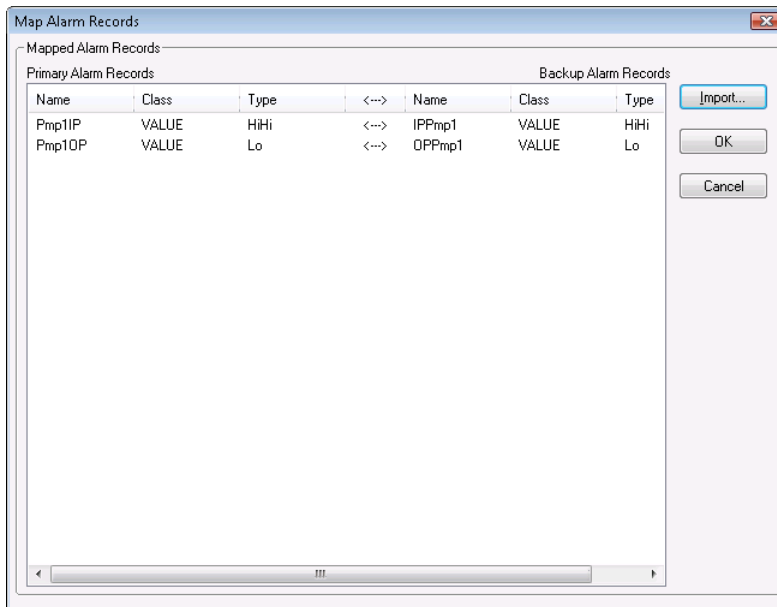 Map Alarm Records
Mapped Alarm Records
Primary Alarm Records Backup Alarm Records
Name Class Type <---> Name Class Type
Pmp1IP VALUE HiHi <---> IPPmp1 VALUE HiHi
Pmp1OP VALUE Lo <---> OPPmp1 VALUE Lo
Import...
OK
Cancel